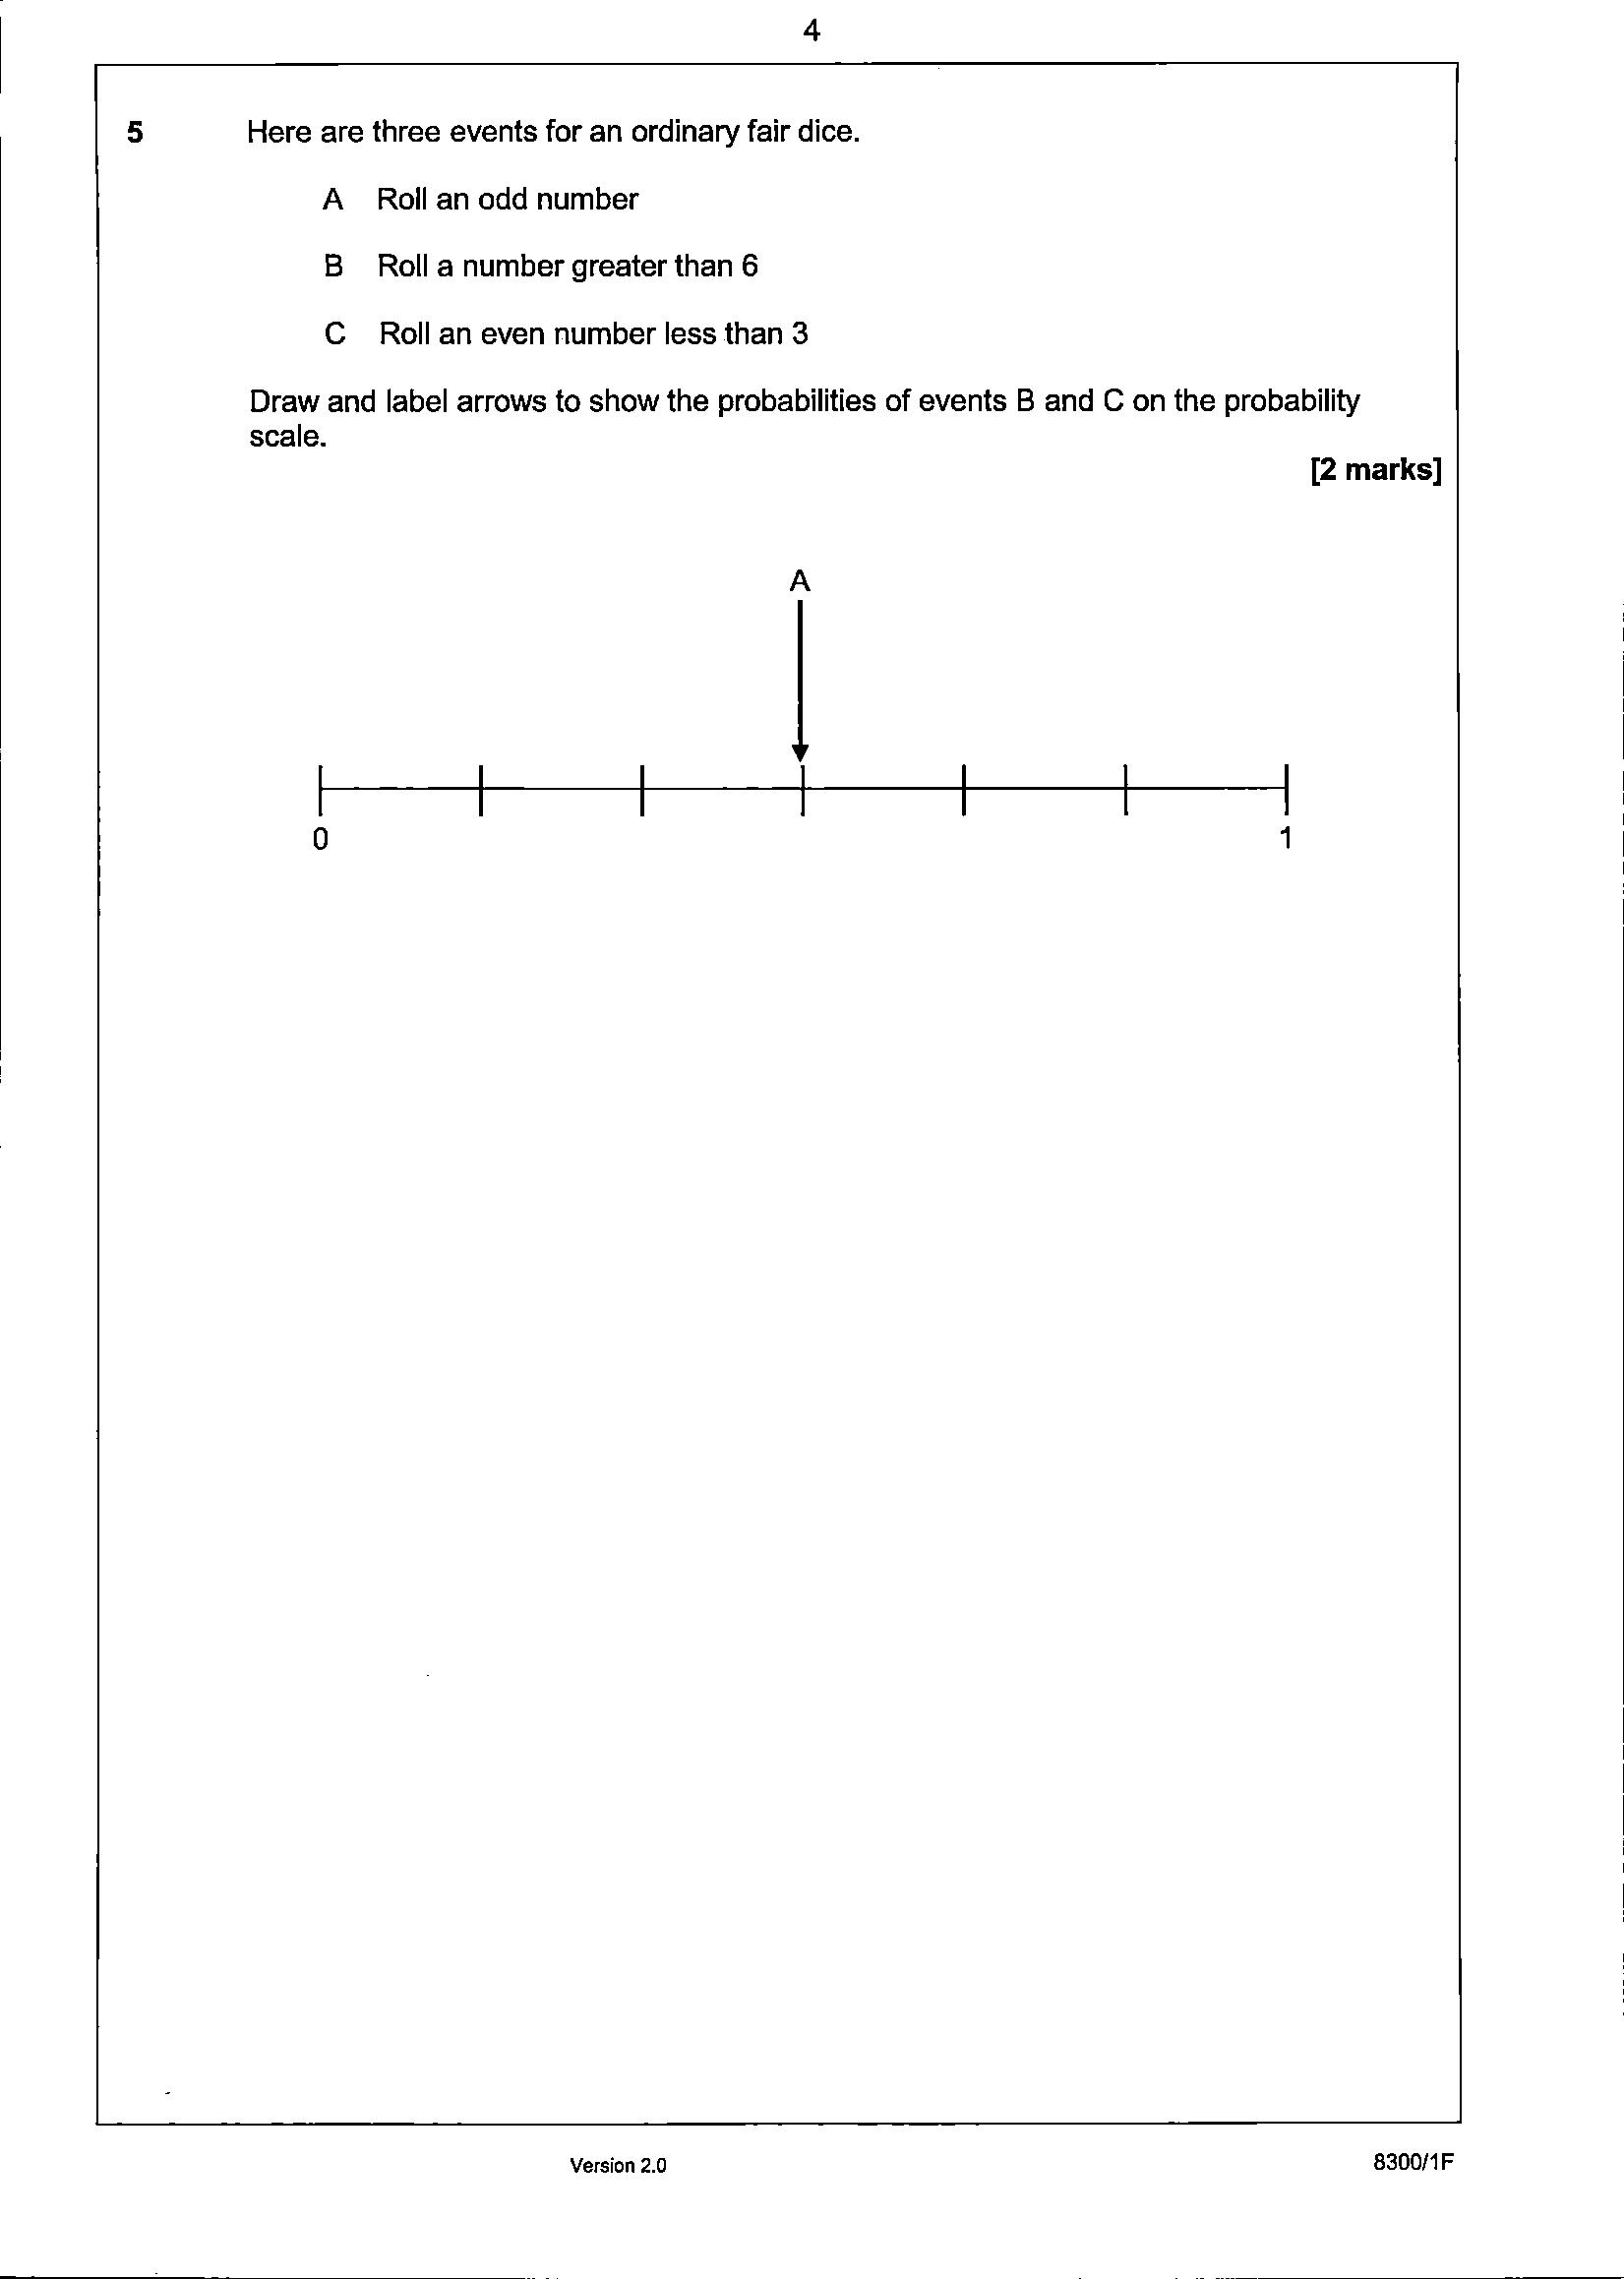 4
5 Here are three events for an ordinary fair dice.
A Roll an odd number
B Roll a number greater than 6
C Roll an even number less than 3
Draw and label arrows to show the probabilities of events B and C on the probability
scale.
[2 marks]
A
0 1
Version 2.0 8300/1F